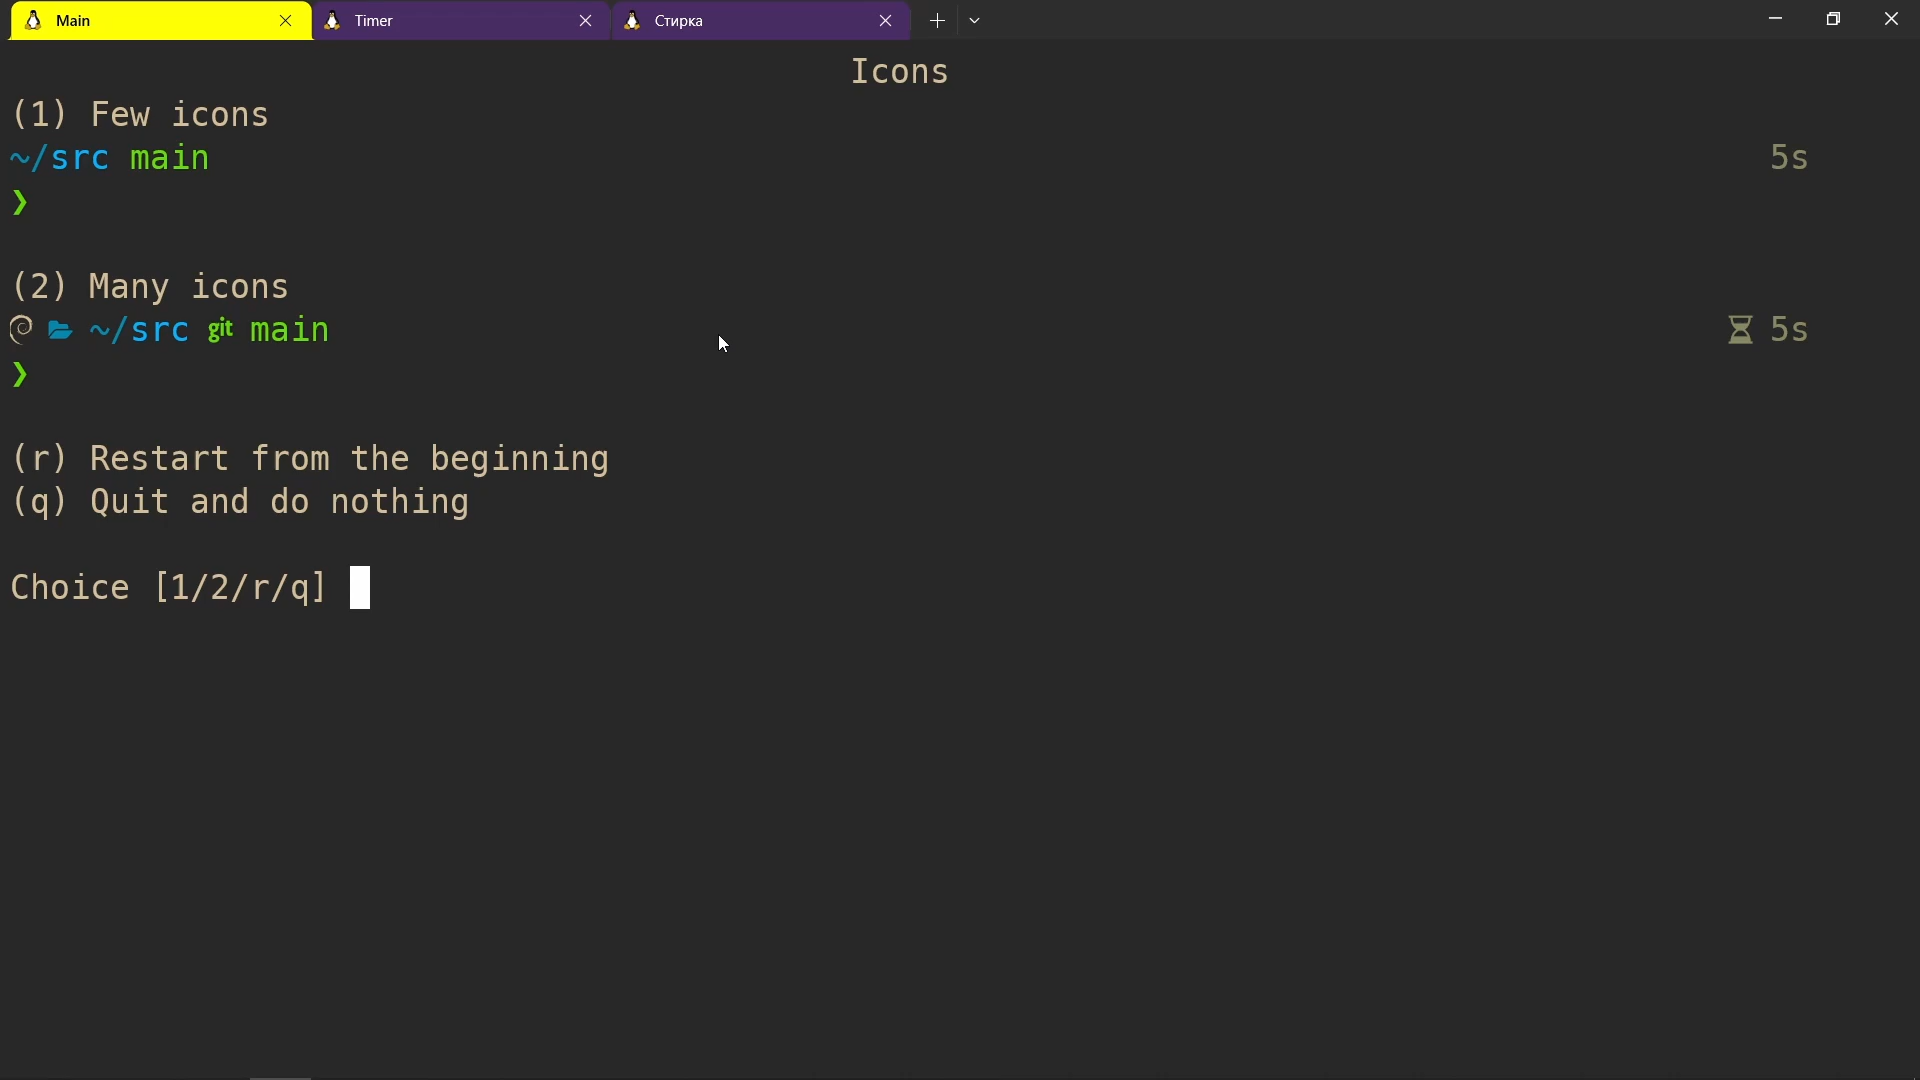 Main
Timer
Стирка
Icons
(1) Few icons
~/src main 5s
❯
(2) Many icons
~/src git main 5s
❯
(r) Restart from the beginning
(q) Quit and do nothing
Choice [1/2/r/q]